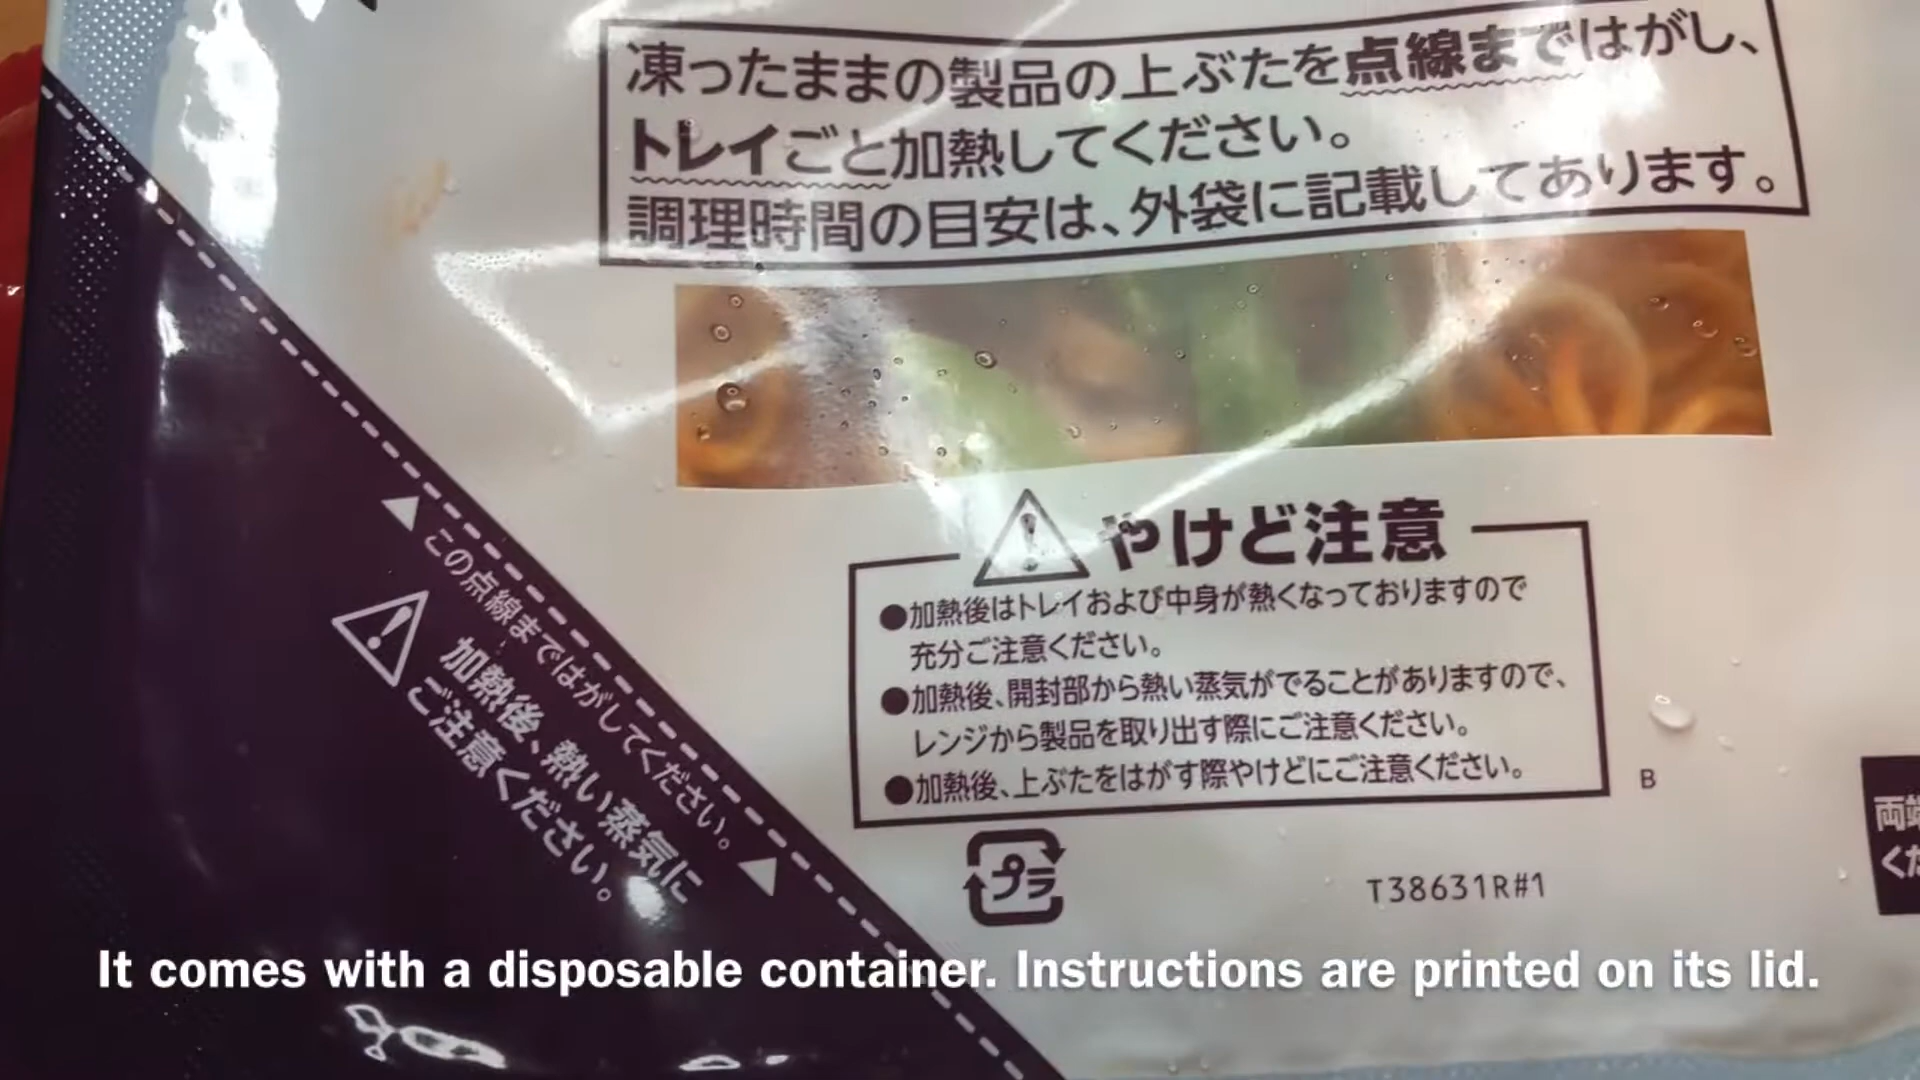 凍ったままの製品の上ぶたを点線まではがし、
トレイごと加熱してください。
調理時間の目安は、外袋に記載してあります。
やけど注意
●加熱後はトレイおよび中身が熱くなっておりますので
充分ご注意ください。
●加熱後、開封部から熱い蒸気がでることがありますので、
レンジから製品を取り出す際にご注意ください。
●加熱後、上ぶたをはがす際やけどにご注意ください。
B
プラ
T38631R#1
▲この点線まではがしてください。▲
加熱後、熱い蒸気に
ご注意ください。
両端
くだ
It comes with a disposable container. Instructions are printed on its lid.